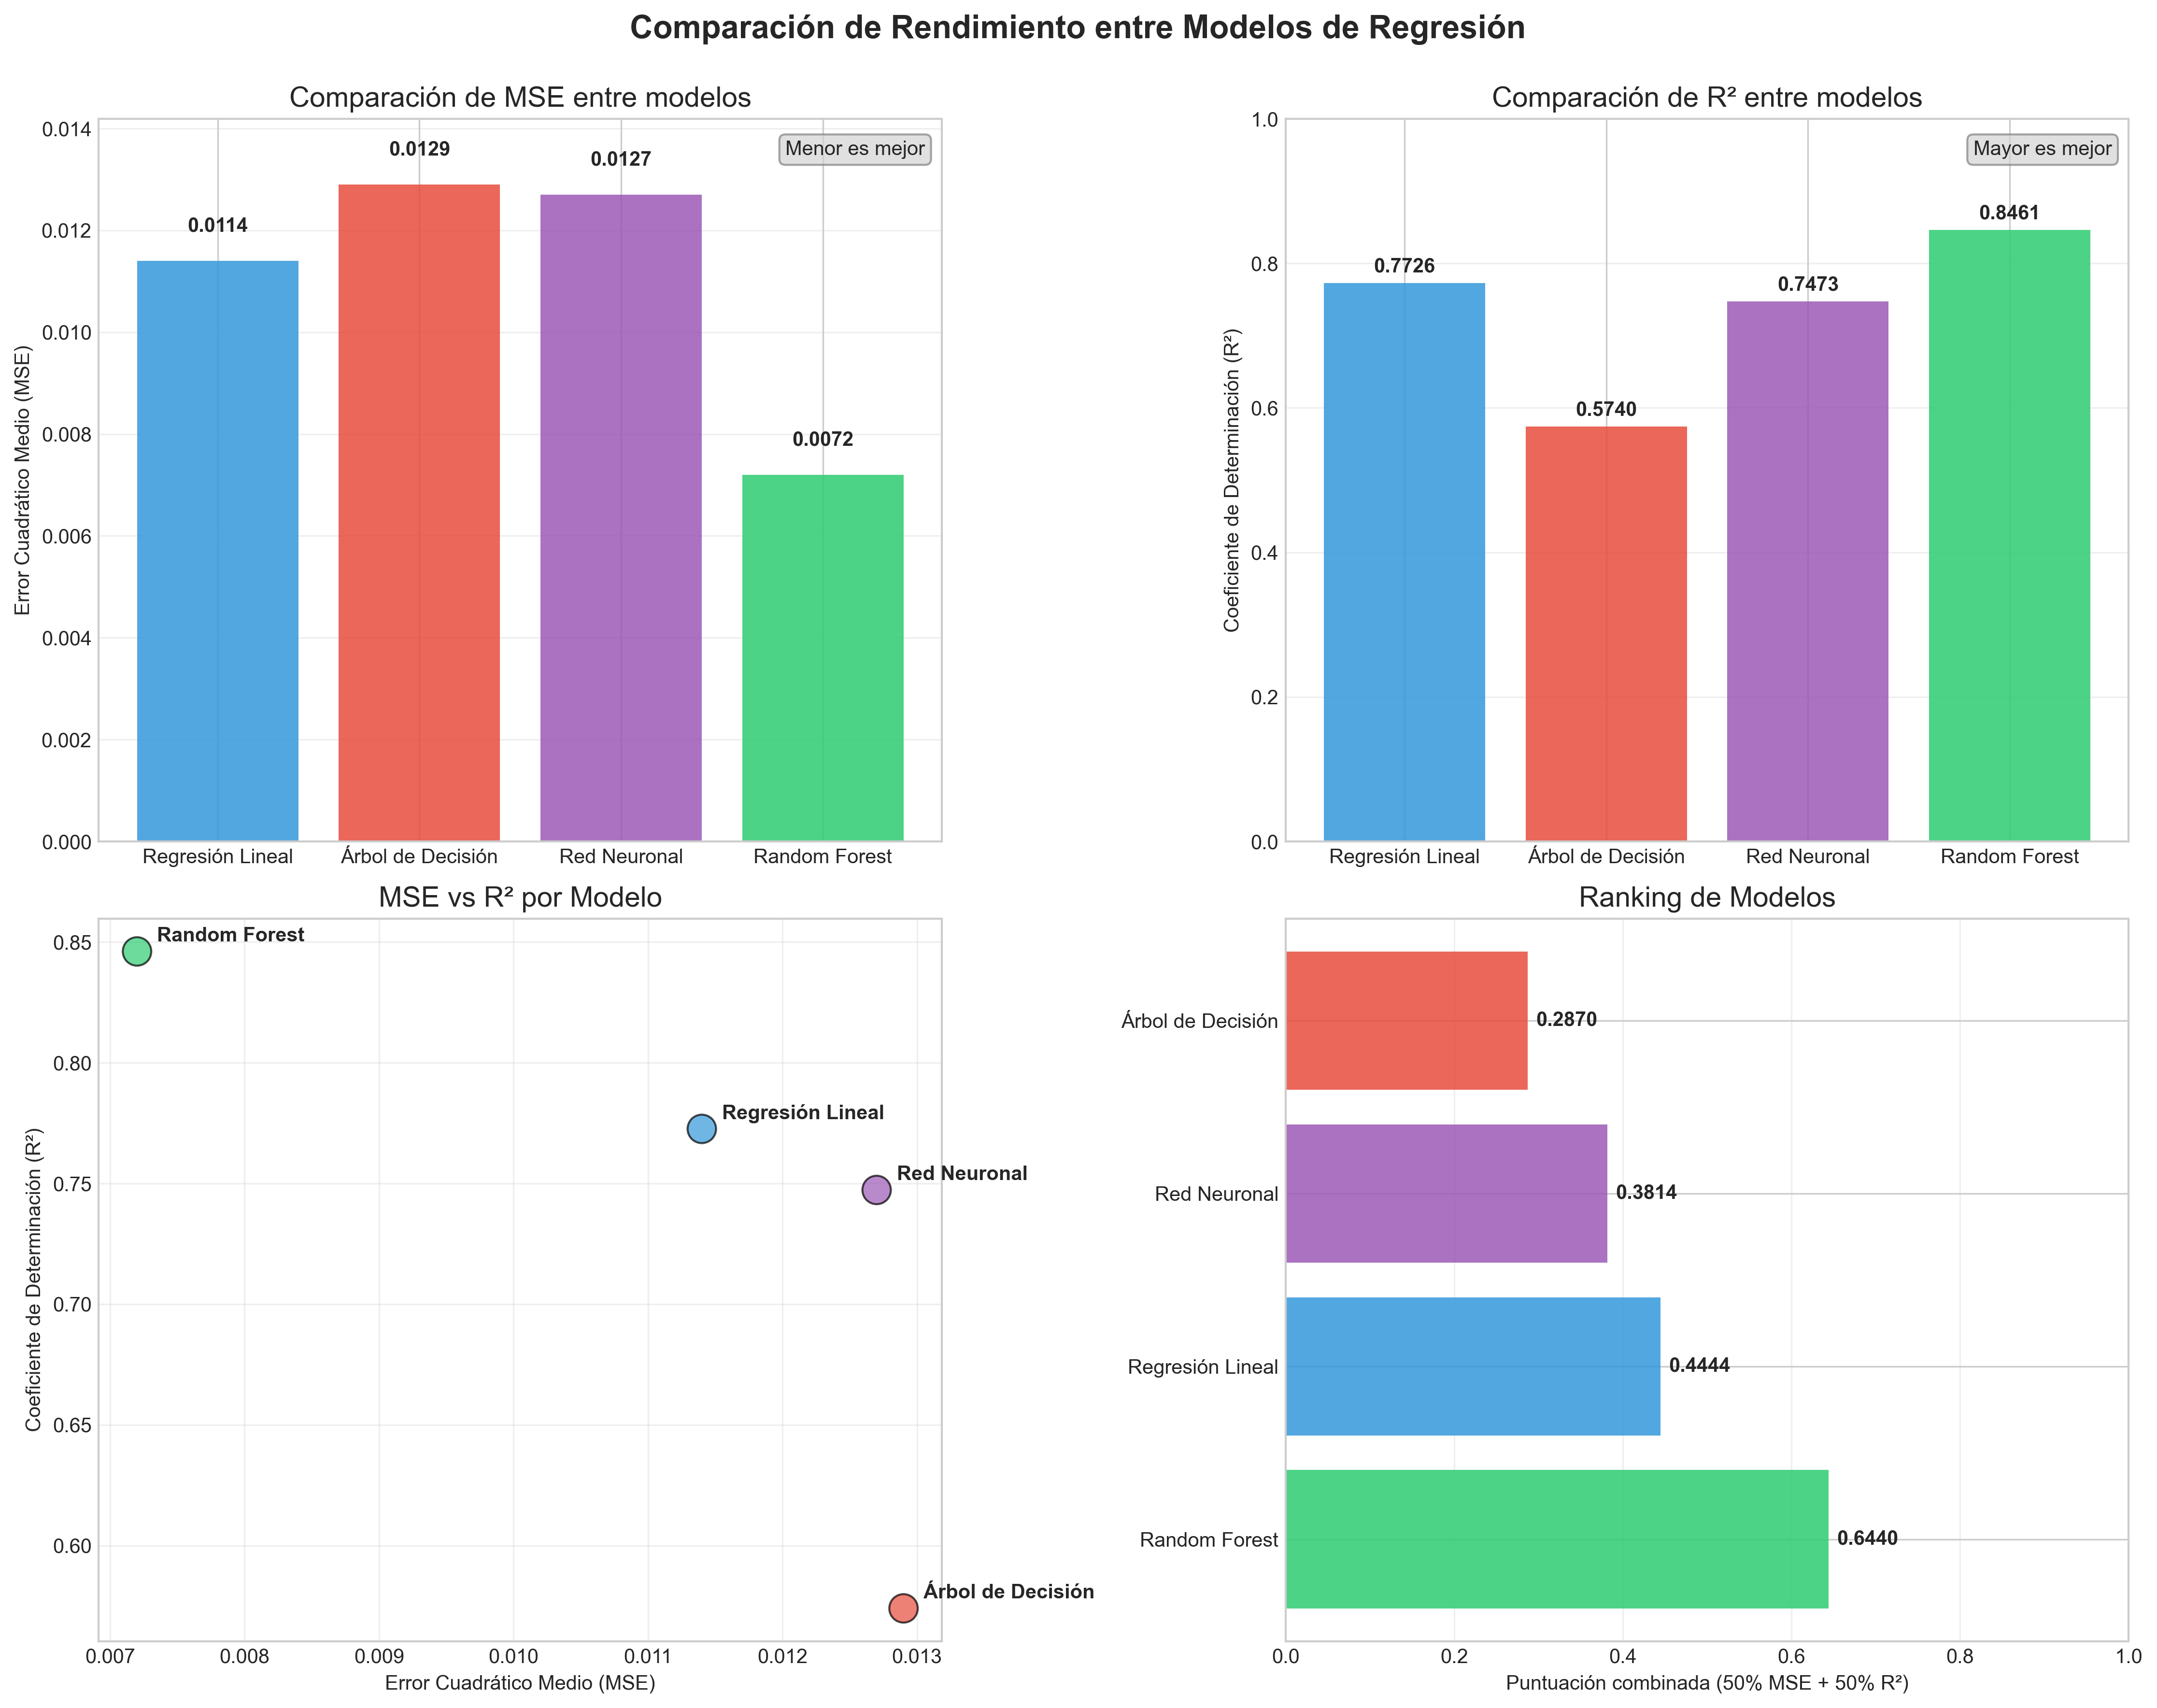 Comparación de Rendimiento entre Modelos de Regresión
Comparación de MSE entre modelos
Error Cuadrático Medio (MSE)
0.014
0.012
0.010
0.008
0.006
0.004
0.002
0.000
0.0114
0.0129
0.0127
0.0072
Menor es mejor
Regresión Lineal
Árbol de Decisión
Red Neuronal
Random Forest
Comparación de R² entre modelos
Coeficiente de Determinación (R²)
1.0
0.8
0.6
0.4
0.2
0.0
0.7726
0.5740
0.7473
0.8461
Mayor es mejor
Regresión Lineal
Árbol de Decisión
Red Neuronal
Random Forest
MSE vs R² por Modelo
Coeficiente de Determinación (R²)
0.85
0.80
0.75
0.70
0.65
0.60
Random Forest
Regresión Lineal
Red Neuronal
Árbol de Decisión
0.007
0.008
0.009
0.010
0.011
0.012
0.013
Error Cuadrático Medio (MSE)
Ranking de Modelos
Árbol de Decisión
0.2870
Red Neuronal
0.3814
Regresión Lineal
0.4444
Random Forest
0.6440
0.0
0.2
0.4
0.6
0.8
1.0
Puntuación combinada (50% MSE + 50% R²)